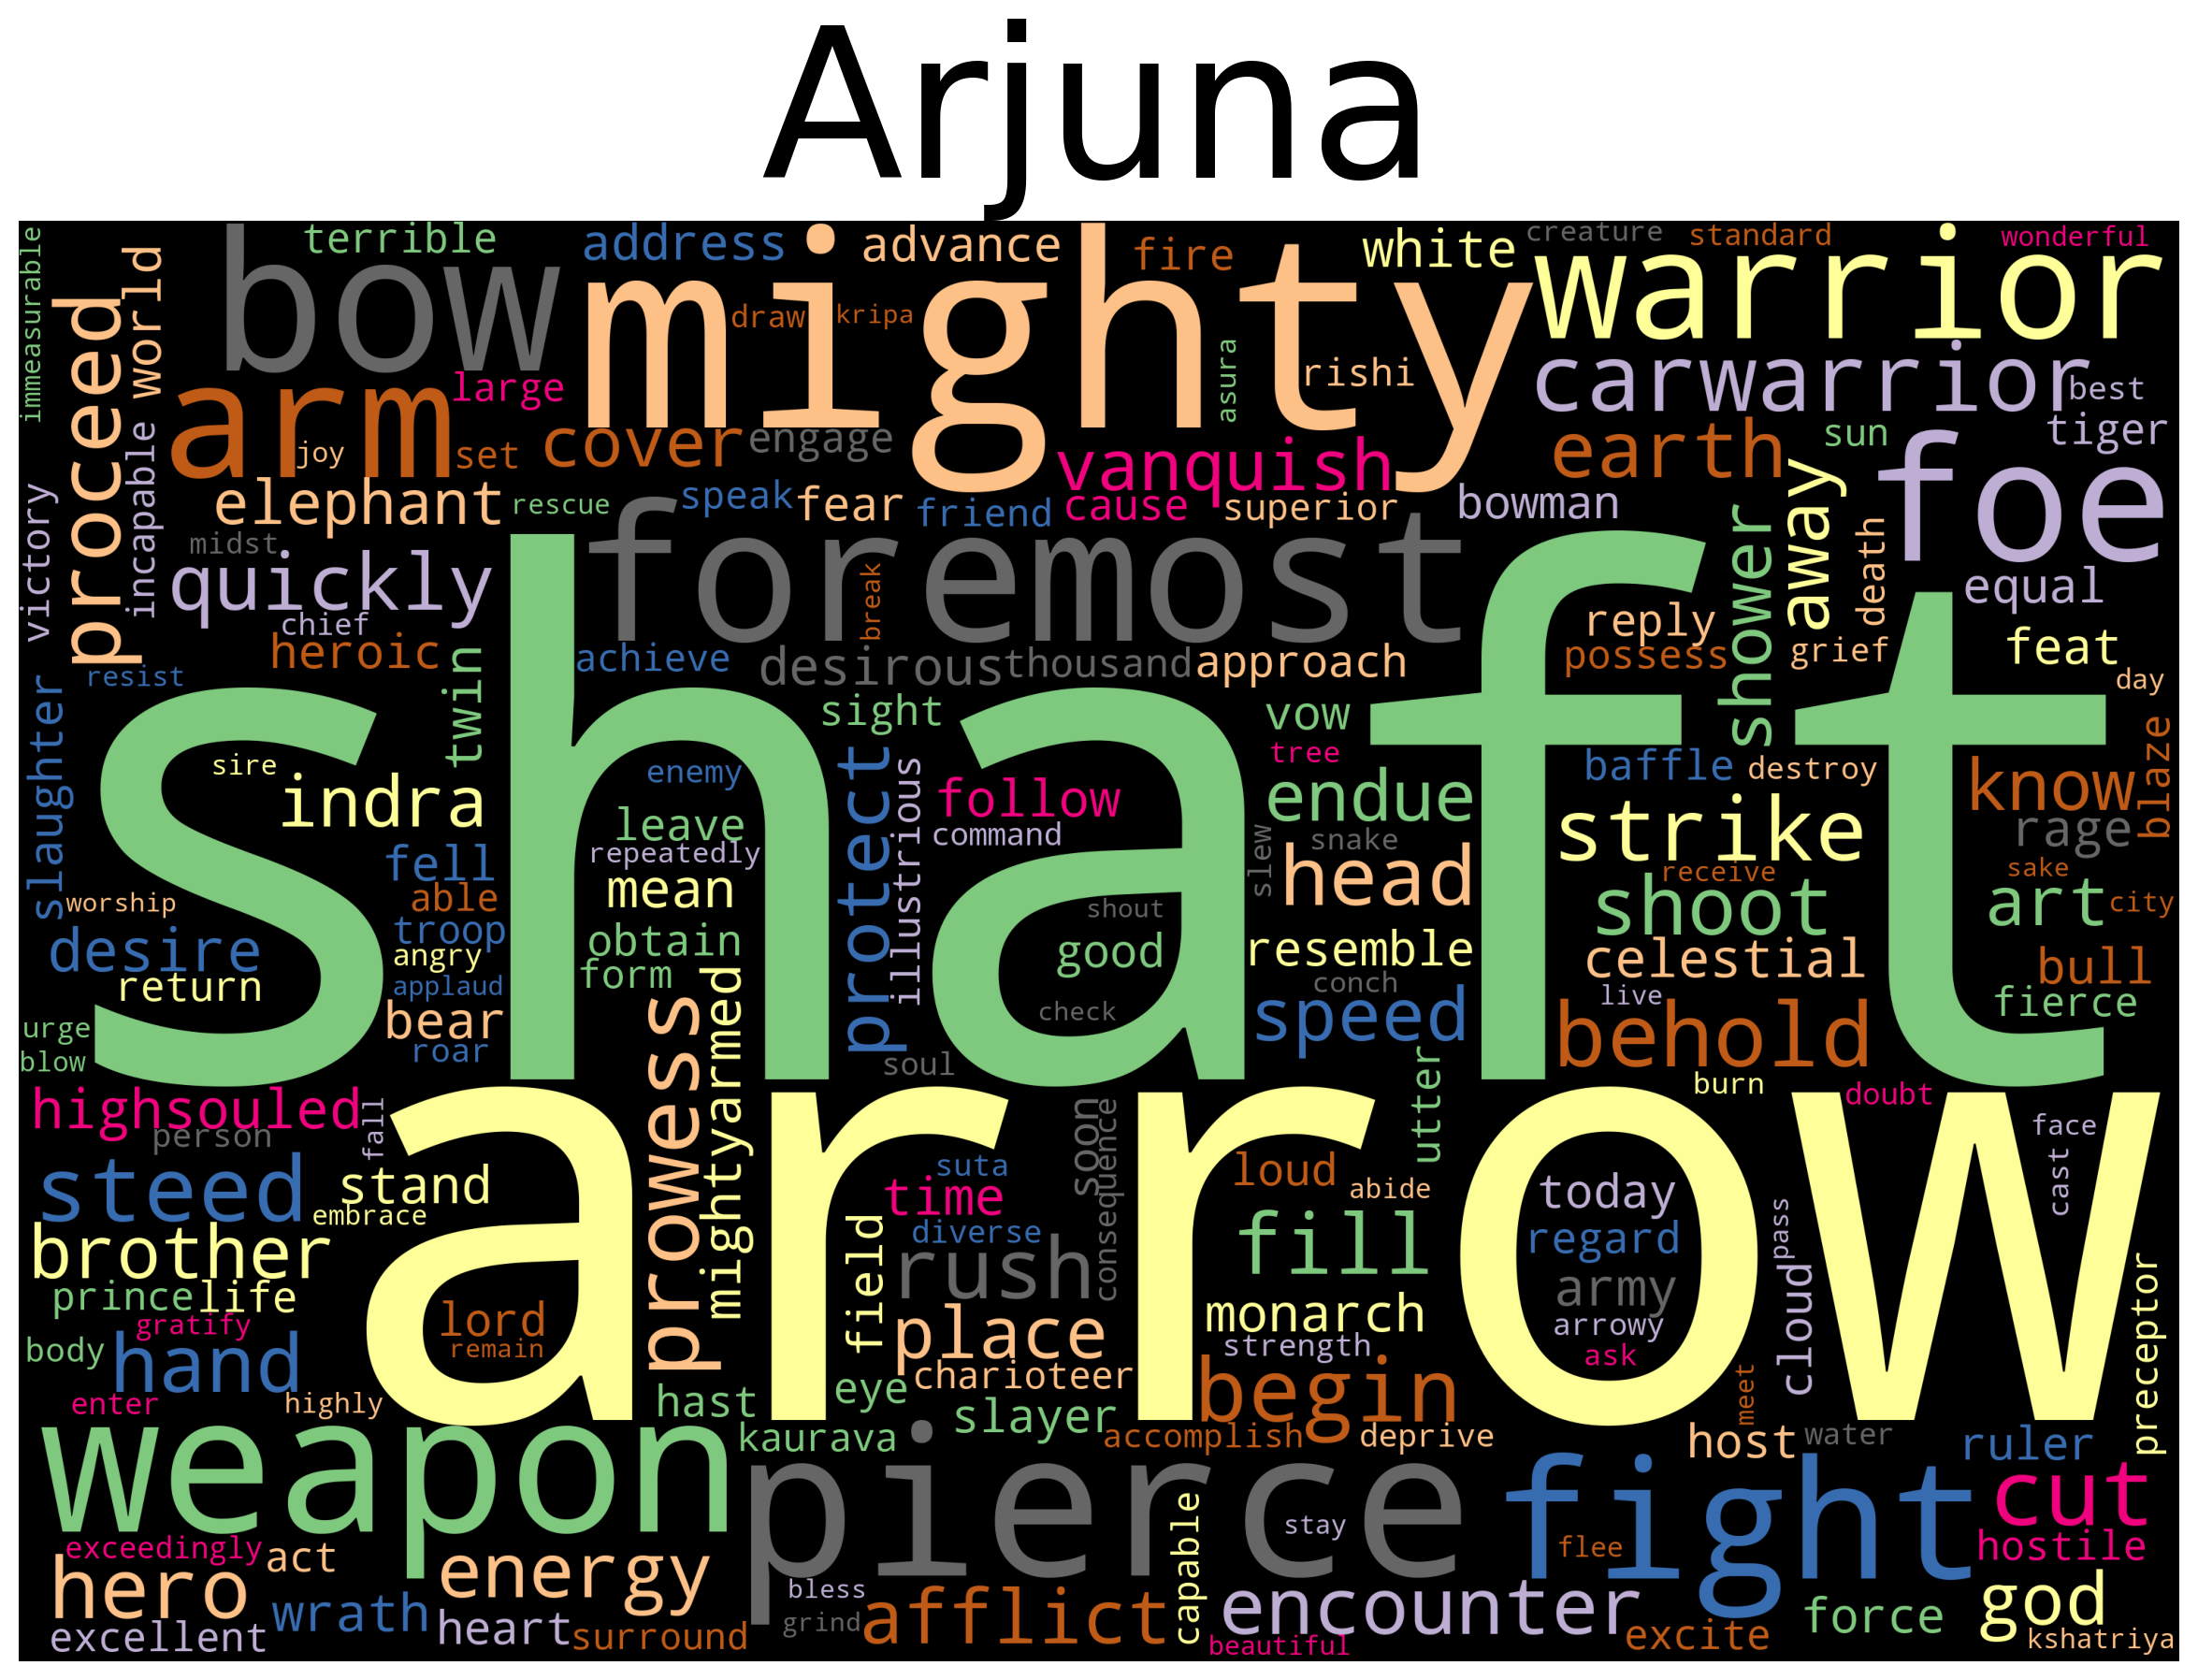 Arjuna
immeasurable
terrible
address
advance
fire
white
creature
standard
wonderful
proceed
world
bow
mighty
warrior
draw
kripa
asura
rishi
carwarrior
best
large
arm
joy
set
cover
engage
vanquish
earth
sun
tiger
incapable
foe
victory
elephant
rescue
speak
fear
friend
cause
superior
bowman
midst
quickly
foremost
shower
away
death
equal
chief
break
reply
heroic
achieve
desirous
thousand
approach
possess
grief
feat
resist
twin
day
slaughter
shaft
sight
vow
tree
blaze
sire
enemy
protect
illustrious
baffle
destroy
indra
follow
endue
strike
know
leave
repeatedly
command
slew
snake
rage
fell
mean
head
receive
sake
worship
able
shout
shoot
art
city
troop
obtain
good
resemble
desire
angry
form
celestial
bull
return
applaud
conch
live
fierce
prowess
mightyarmed
check
speed
behold
bear
urge
blow
roar
soul
utter
burn
doubt
highsouled
arrow
person
fall
soon
consequence
face
cast
steed
stand
suta
time
loud
abide
today
embrace
diverse
fill
regard
pass
brother
field
rush
cloud
preceptor
prince
life
army
gratify
lord
place
monarch
arrowy
body
hand
remain
charioteer
strength
ask
meet
enter
highly
hast
eye
begin
slayer
weapon
kaurava
accomplish
deprive
host
water
ruler
pierce
fight
cut
capable
stay
exceedingly
act
energy
flee
hostile
hero
bless
god
wrath
heart
surround
grind
afflict
encounter
force
excellent
beautiful
excite
kshatriya